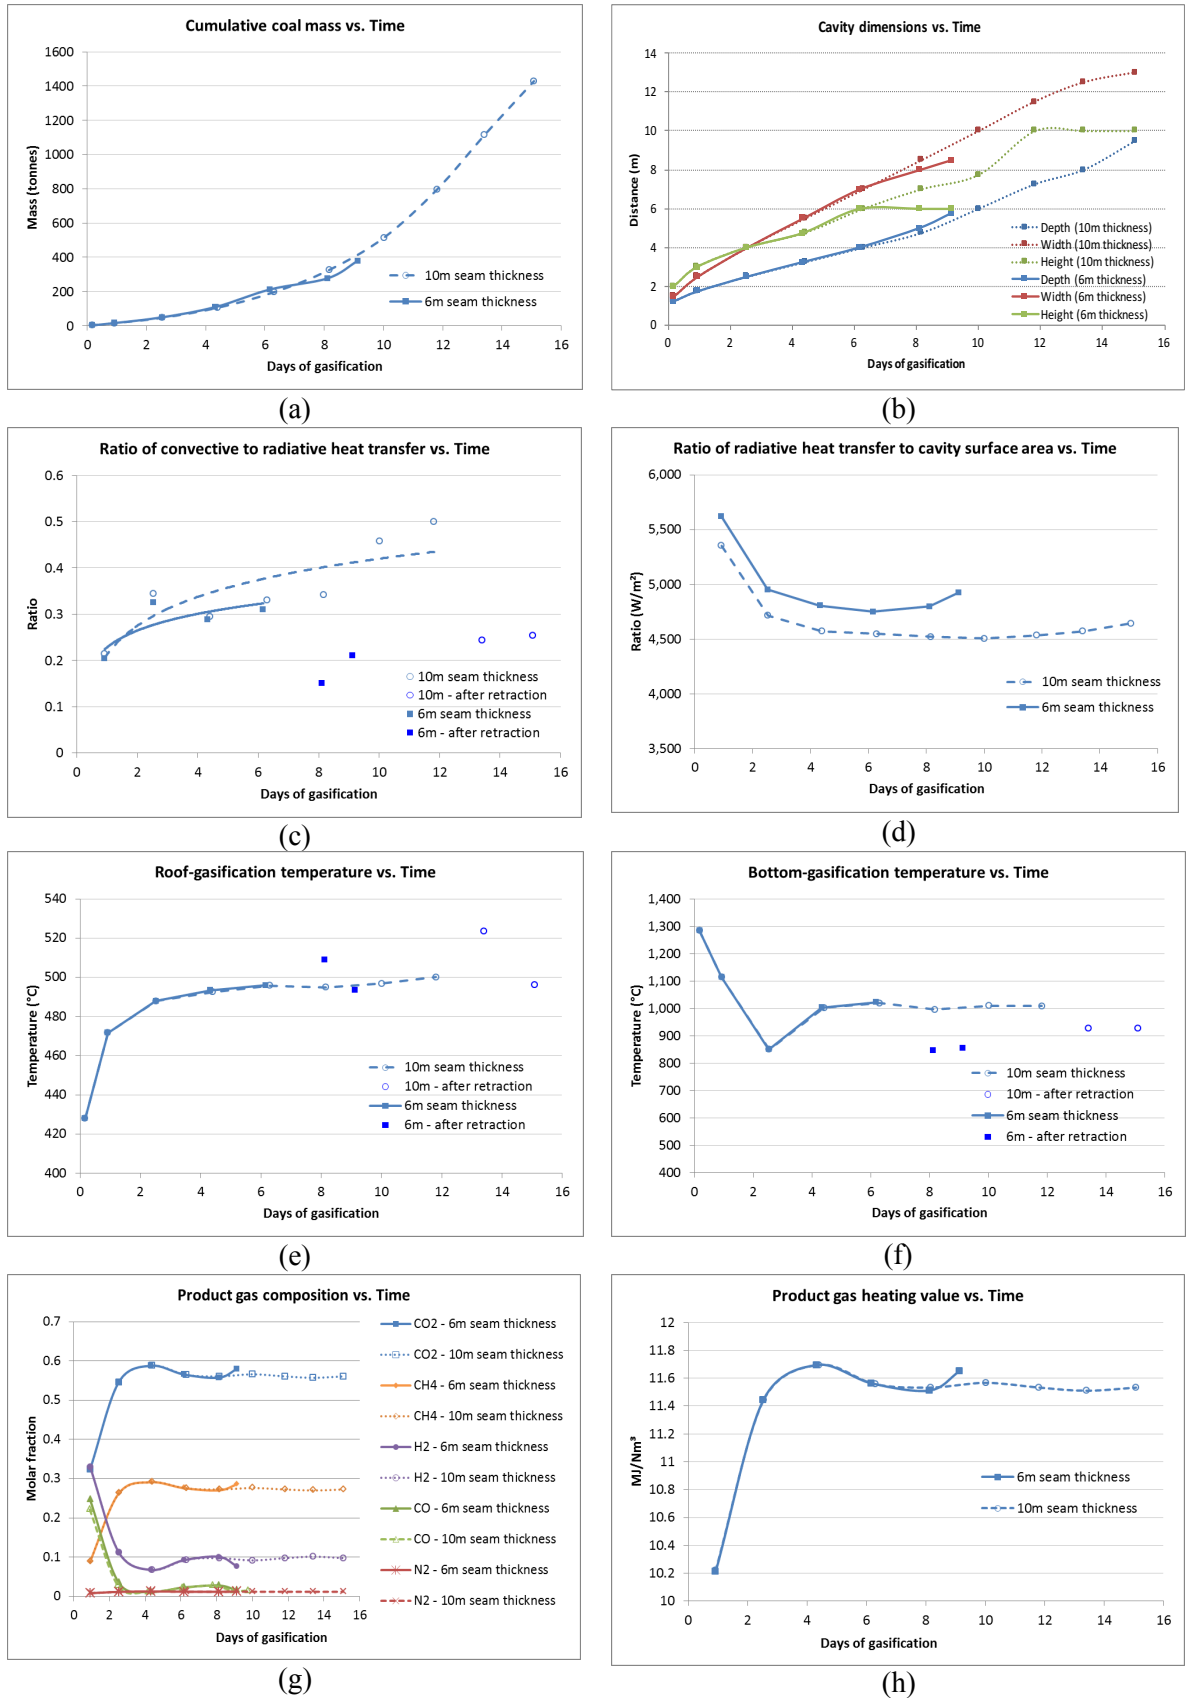 Cumulative coal mass vs. Time
1600
1400
1200
1000
800
600
400
200
0
Mass (tonnes)
0 2 4 6 8 10 12 14 16
Days of gasification
10m seam thickness
6m seam thickness
(a)
Cavity dimensions vs. Time
14
12
10
8
6
4
2
0
Distance (m)
0 2 4 6 8 10 12 14 16
Days of gasification
Depth (10m thickness)
Width (10m thickness)
Height (10m thickness)
Depth (6m thickness)
Width (6m thickness)
Height (6m thickness)
(b)
Ratio of convective to radiative heat transfer vs. Time
0.6
0.5
0.4
0.3
0.2
0.1
0
Ratio
0 2 4 6 8 10 12 14 16
Days of gasification
10m seam thickness
10m - after retraction
6m seam thickness
6m - after retraction
(c)
Ratio of radiative heat transfer to cavity surface area vs. Time
6,000
5,500
5,000
4,500
4,000
3,500
Ratio (W/m²)
0 2 4 6 8 10 12 14 16
Days of gasification
10m seam thickness
6m seam thickness
(d)
Roof-gasification temperature vs. Time
540
520
500
480
460
440
420
400
Temperature (°C)
0 2 4 6 8 10 12 14 16
Days of gasification
10m seam thickness
10m - after retraction
6m seam thickness
6m - after retraction
(e)
Bottom-gasification temperature vs. Time
1,400
1,300
1,200
1,100
1,000
900
800
700
600
500
400
Temperature (°C)
0 2 4 6 8 10 12 14 16
Days of gasification
10m seam thickness
10m - after retraction
6m seam thickness
6m - after retraction
(f)
Product gas composition vs. Time
0.7
0.6
0.5
0.4
0.3
0.2
0.1
0
Molar fraction
0 2 4 6 8 10 12 14 16
Days of gasification
CO2 - 6m seam thickness
CO2 - 10m seam thickness
CH4 - 6m seam thickness
CH4 - 10m seam thickness
H2 - 6m seam thickness
H2 - 10m seam thickness
CO - 6m seam thickness
CO - 10m seam thickness
N2 - 6m seam thickness
N2 - 10m seam thickness
(g)
Product gas heating value vs. Time
12
11.8
11.6
11.4
11.2
11
10.8
10.6
10.4
10.2
10
MJ/Nm³
0 2 4 6 8 10 12 14 16
Days of gasification
6m seam thickness
10m seam thickness
(h)